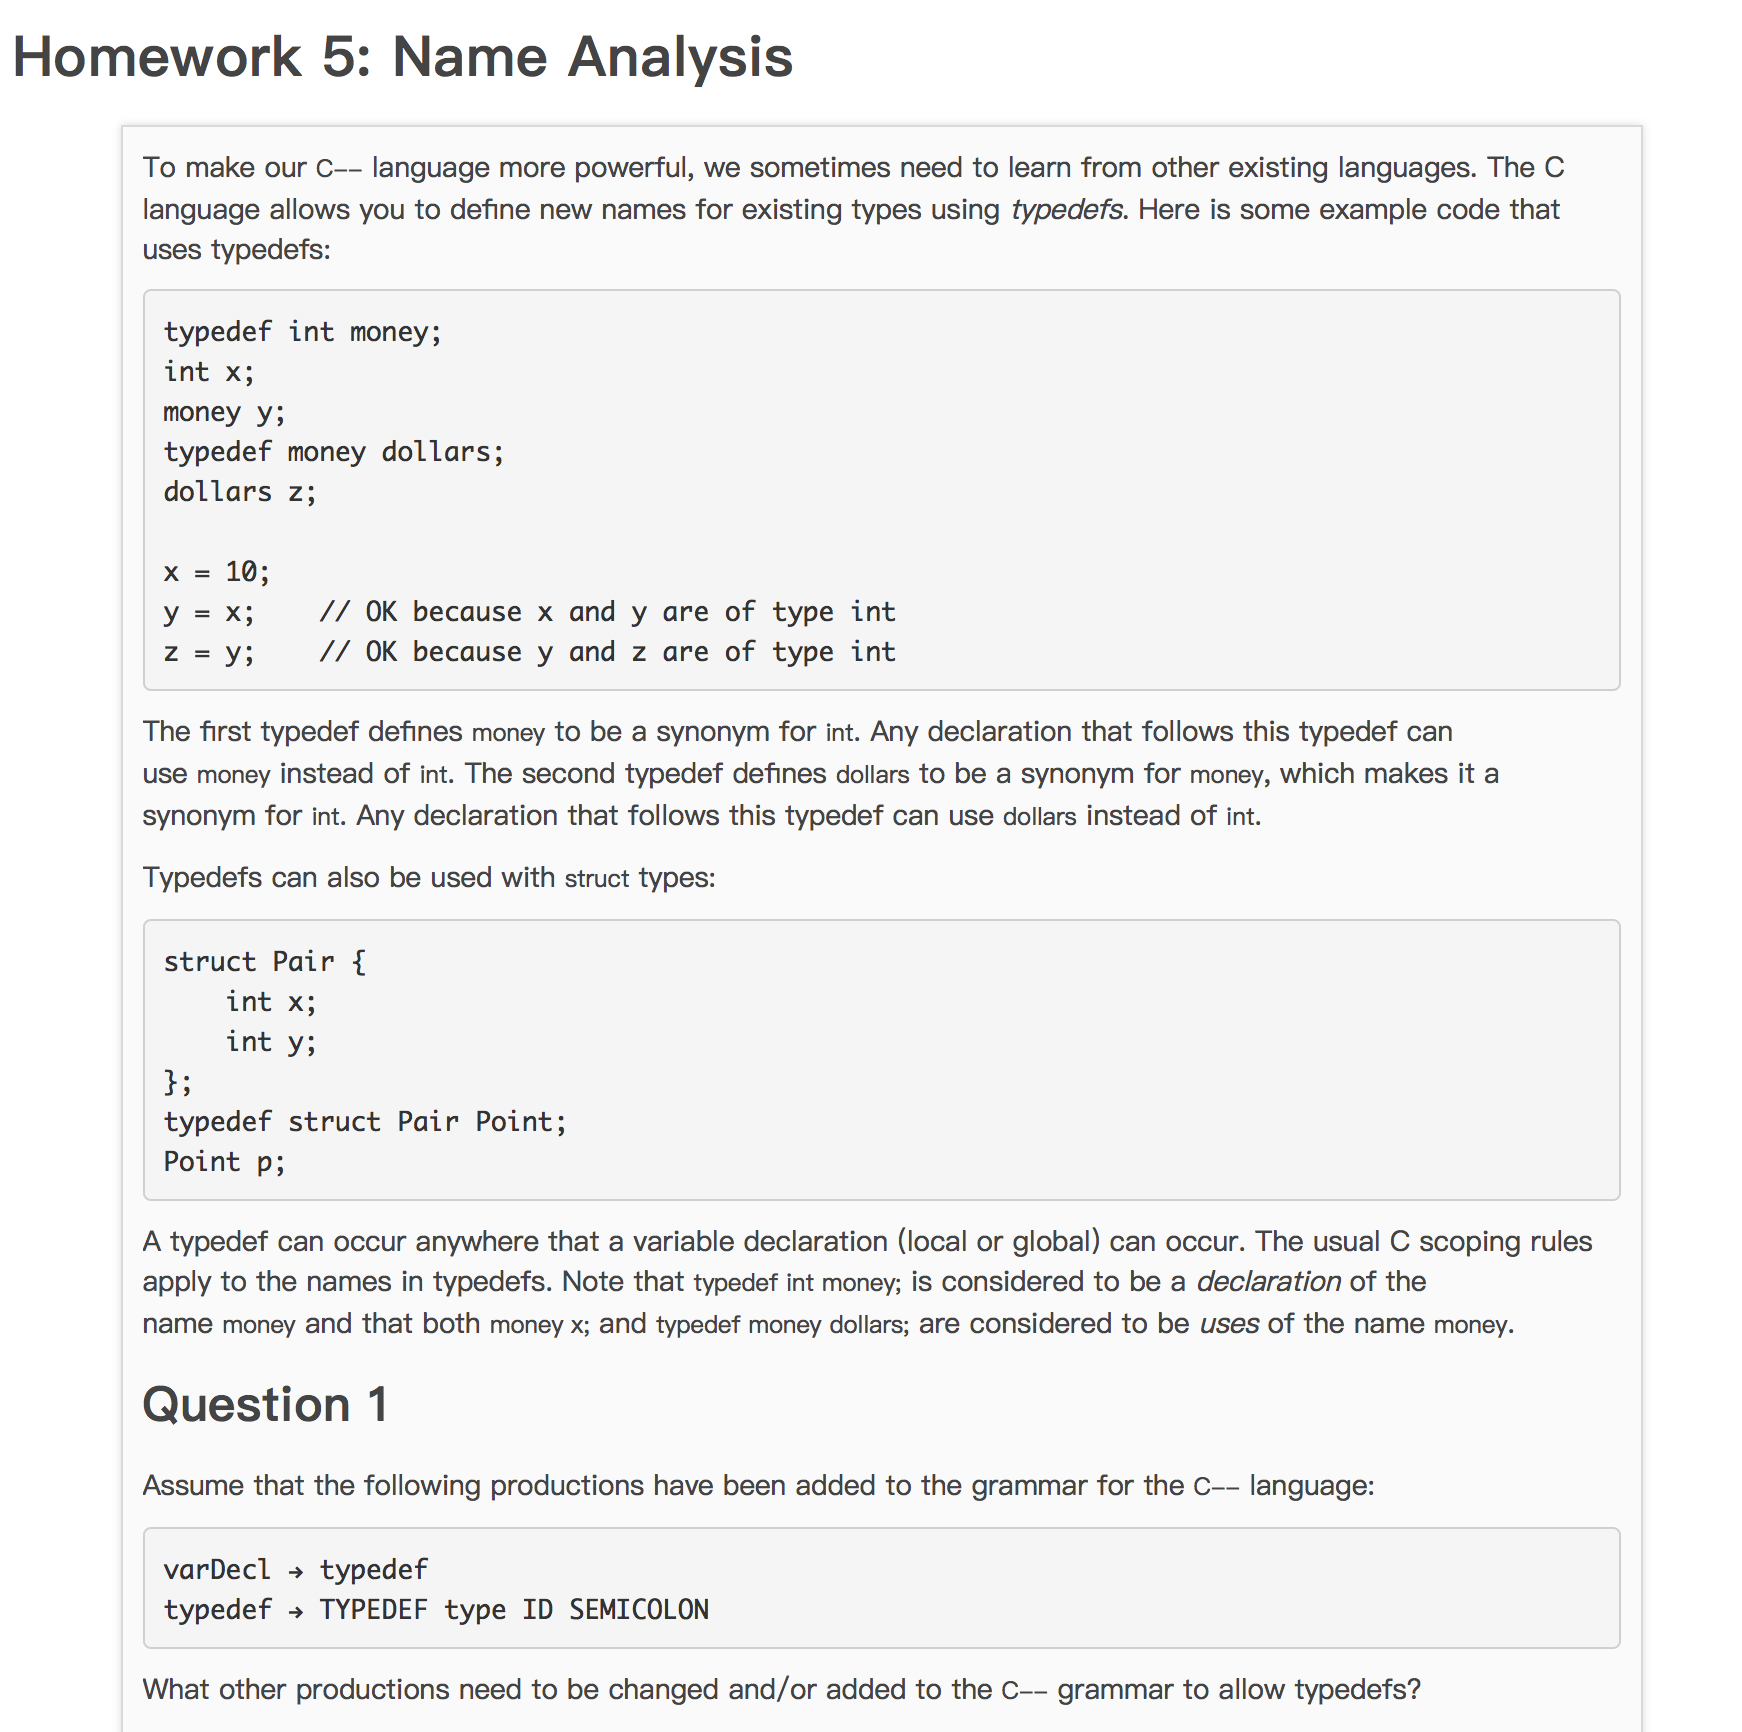 Homework 5: Name Analysis
To make our C-- language more powerful, we sometimes need to learn from other existing languages. The C
language allows you to define new names for existing types using typedefs. Here is some example code that
uses typedefs:
typedef int money;
int x;
money y;
typedef money dollars;
dollars z;
x = 10;
y = x;    // OK because x and y are of type int
z = y;    // OK because y and z are of type int
The first typedef defines money to be a synonym for int. Any declaration that follows this typedef can
use money instead of int. The second typedef defines dollars to be a synonym for money, which makes it a
synonym for int. Any declaration that follows this typedef can use dollars instead of int.
Typedefs can also be used with struct types:
struct Pair {
    int x;
    int y;
};
typedef struct Pair Point;
Point p;
A typedef can occur anywhere that a variable declaration (local or global) can occur. The usual C scoping rules
apply to the names in typedefs. Note that typedef int money; is considered to be a declaration of the
name money and that both money x; and typedef money dollars; are considered to be uses of the name money.
Question 1
Assume that the following productions have been added to the grammar for the C-- language:
varDecl → typedef
typedef → TYPEDEF type ID SEMICOLON
What other productions need to be changed and/or added to the C-- grammar to allow typedefs?